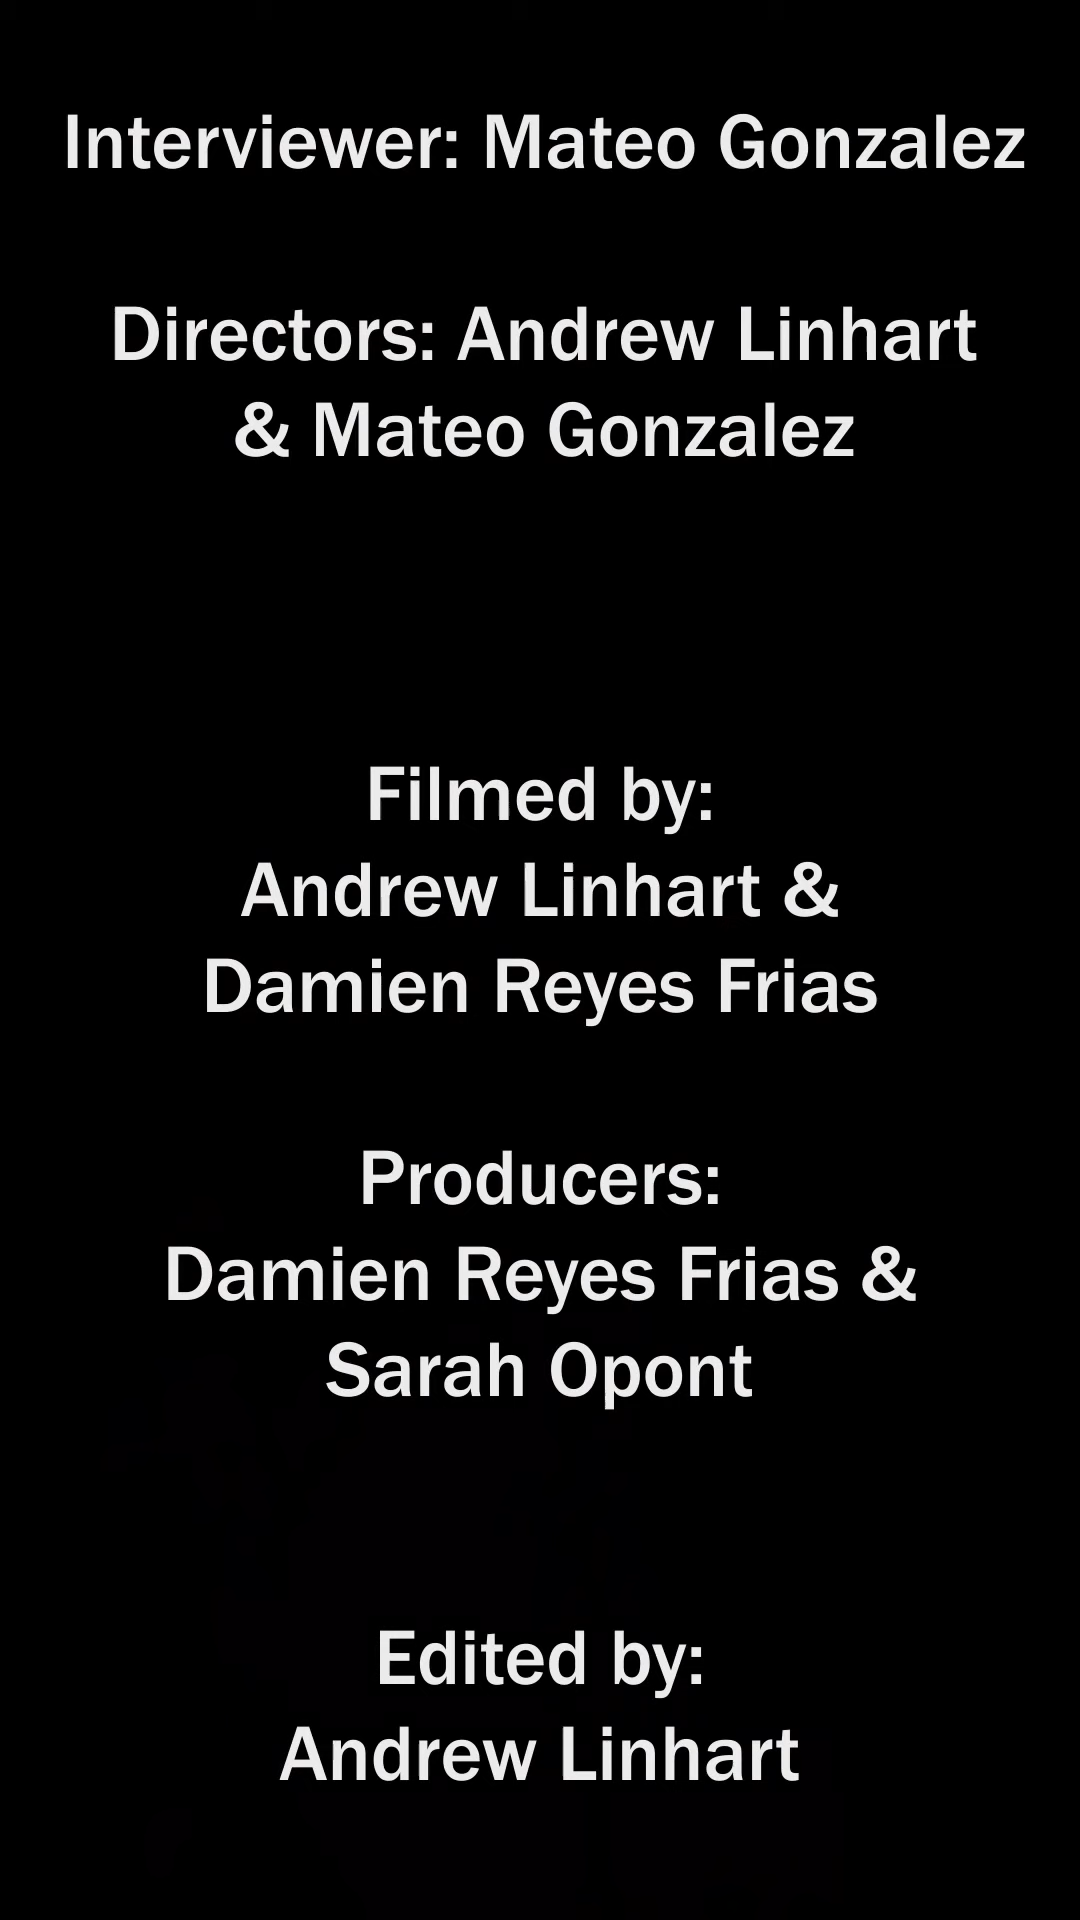 Interviewer: Mateo Gonzalez
Directors: Andrew Linhart
& Mateo Gonzalez
Filmed by:
Andrew Linhart &
Damien Reyes Frias
Producers:
Damien Reyes Frias &
Sarah Opont
Edited by:
Andrew Linhart